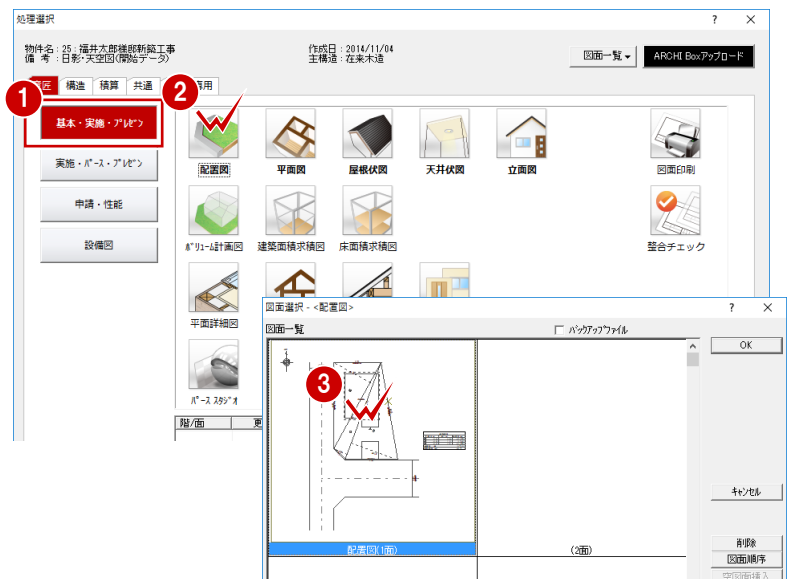 処理選択
? ×
物件名:25:福井太郎様邸新築工事
備 考:日影・天空図(開始データ)
作成日:2014/11/04
主構造:在来木造
図面一覧▼
ARCHI Boxアップロード
1
2
構造
積算
共通
基本・実施・プレゼン
実施・パース・プレゼン
申請・性能
設備図
配置図
平面図
屋根伏図
天井伏図
立面図
図面印刷
ボリューム計画図
建築面積求積図
床面積求積図
整合チェック
平面詳細図
パース スタジオ
階/面
更
図面選択 - <配置図>
? ×
図面一覧
バックアップファイル
OK
3
キャンセル
配置図(1面)
(2面)
削除
図面順序
空図面挿入